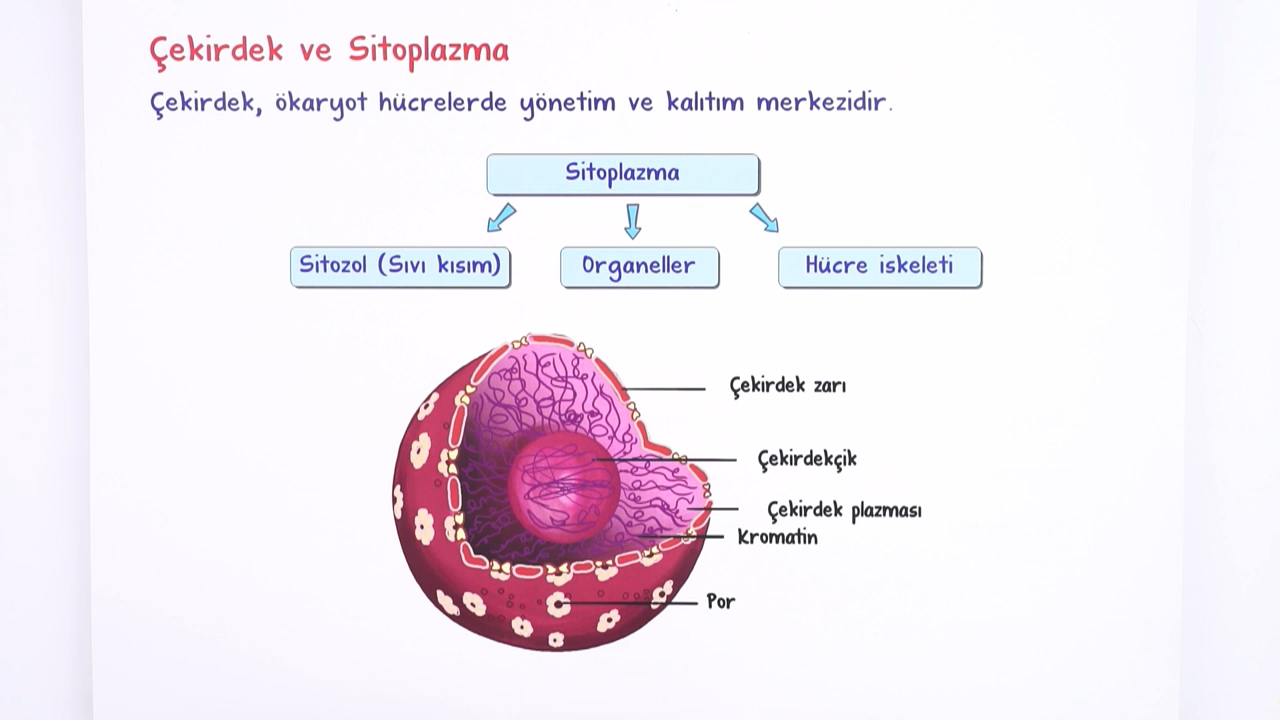 Çekirdek ve Sitoplazma
Çekirdek, ökaryot hücrelerde yönetim ve kalıtım merkezidir.
Sitoplazma
Sitozol (Sıvı kısım)
Organeller
Hücre iskeleti
Çekirdek zarı
Çekirdekçik
Çekirdek plazması
Kromatin
Por